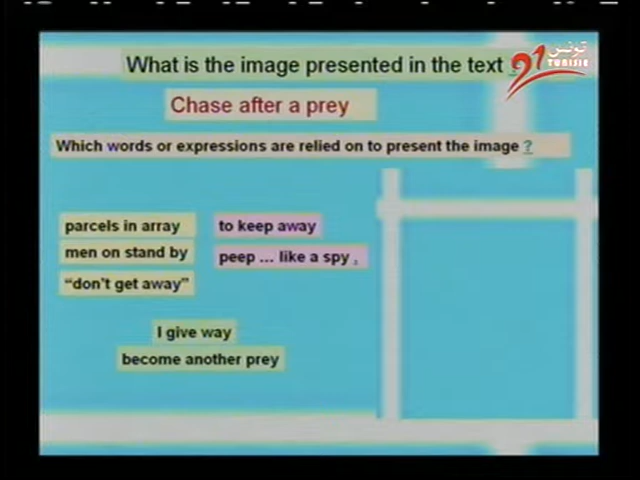 What is the image presented in the text ?
تونس
21
TUNISIE
Chase after a prey
Which words or expressions are relied on to present the image ?
parcels in array
to keep away
men on stand by
peep ... like a spy .
"don't get away"
I give way
become another prey